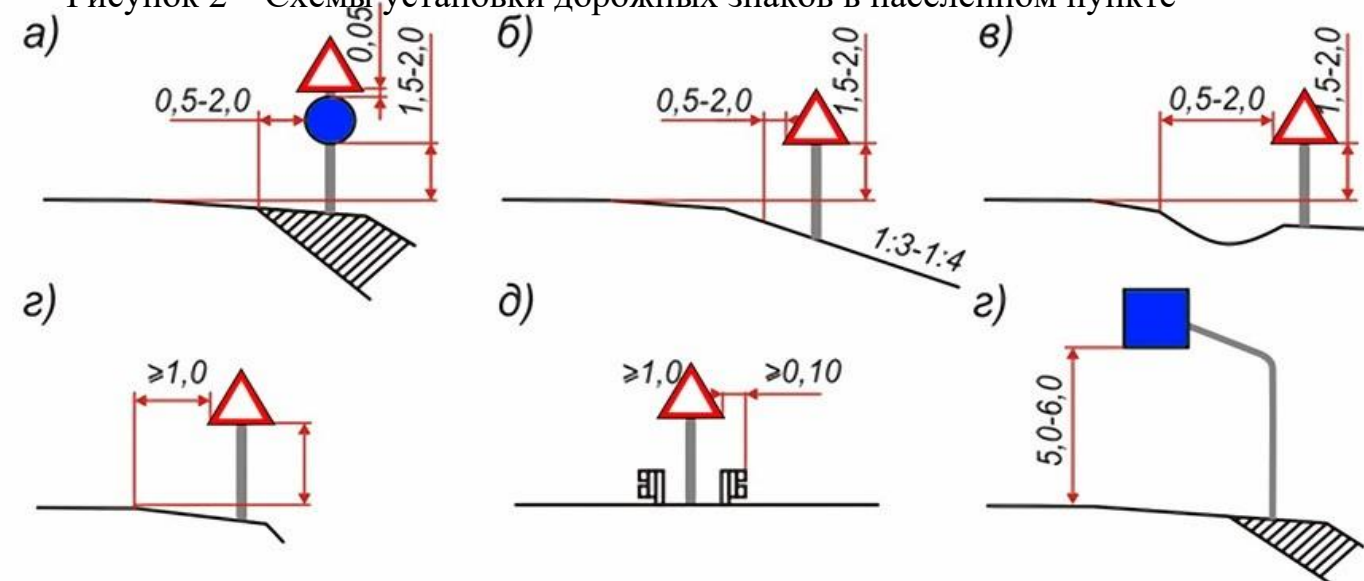 Рисунок 2 – Схемы установки дорожных знаков в населенном пункте
а)
0,05
1,5-2,0
0,5-2,0
б)
0,5-2,0
1,5-2,0
1:3-1:4
в)
0,5-2,0
1,5-2,0
г)
≥1,0
д)
≥1,0
≥0,10
г)
5,0-6,0